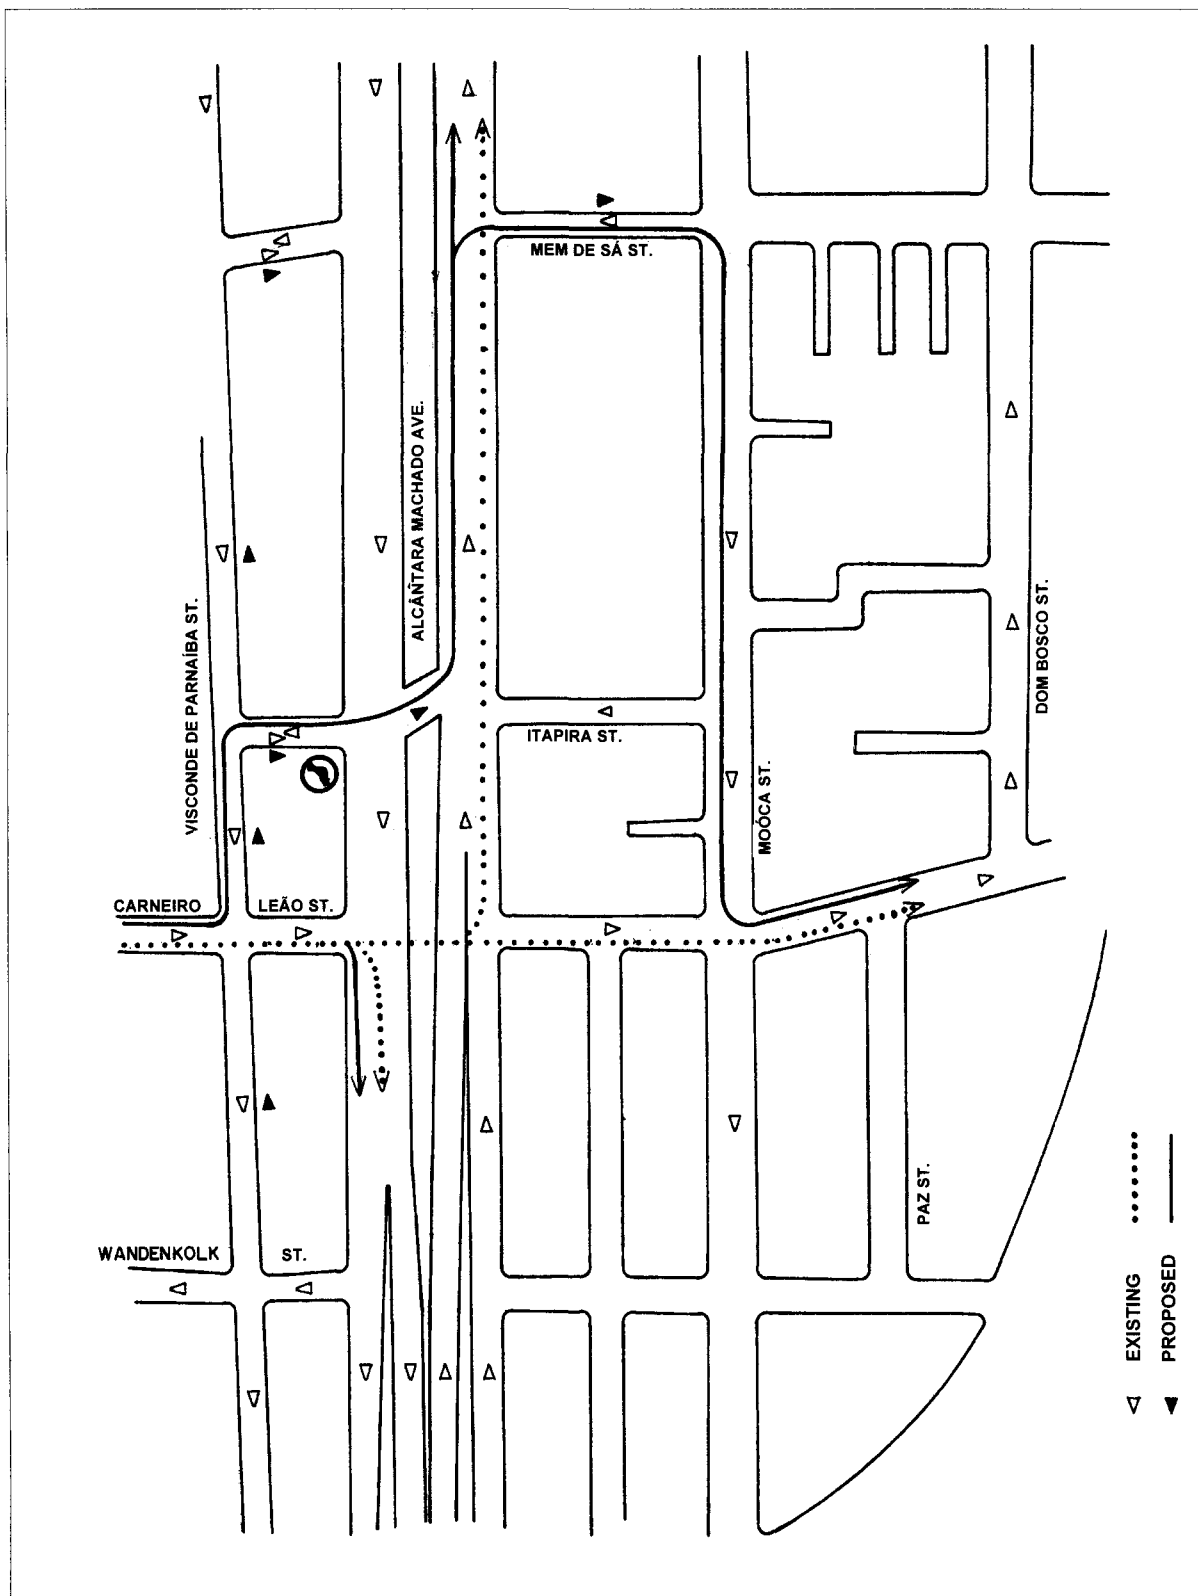 MEM DE SÁ ST.
ALCÂNTARA MACHADO AVE.
VISCONDE DE PARNAÍBA ST.
DOM BOSCO ST.
ITAPIRA ST.
MOÓCA ST.
CARNEIRO LEÃO ST.
PAZ ST.
WANDENKOLK ST.
EXISTING
PROPOSED